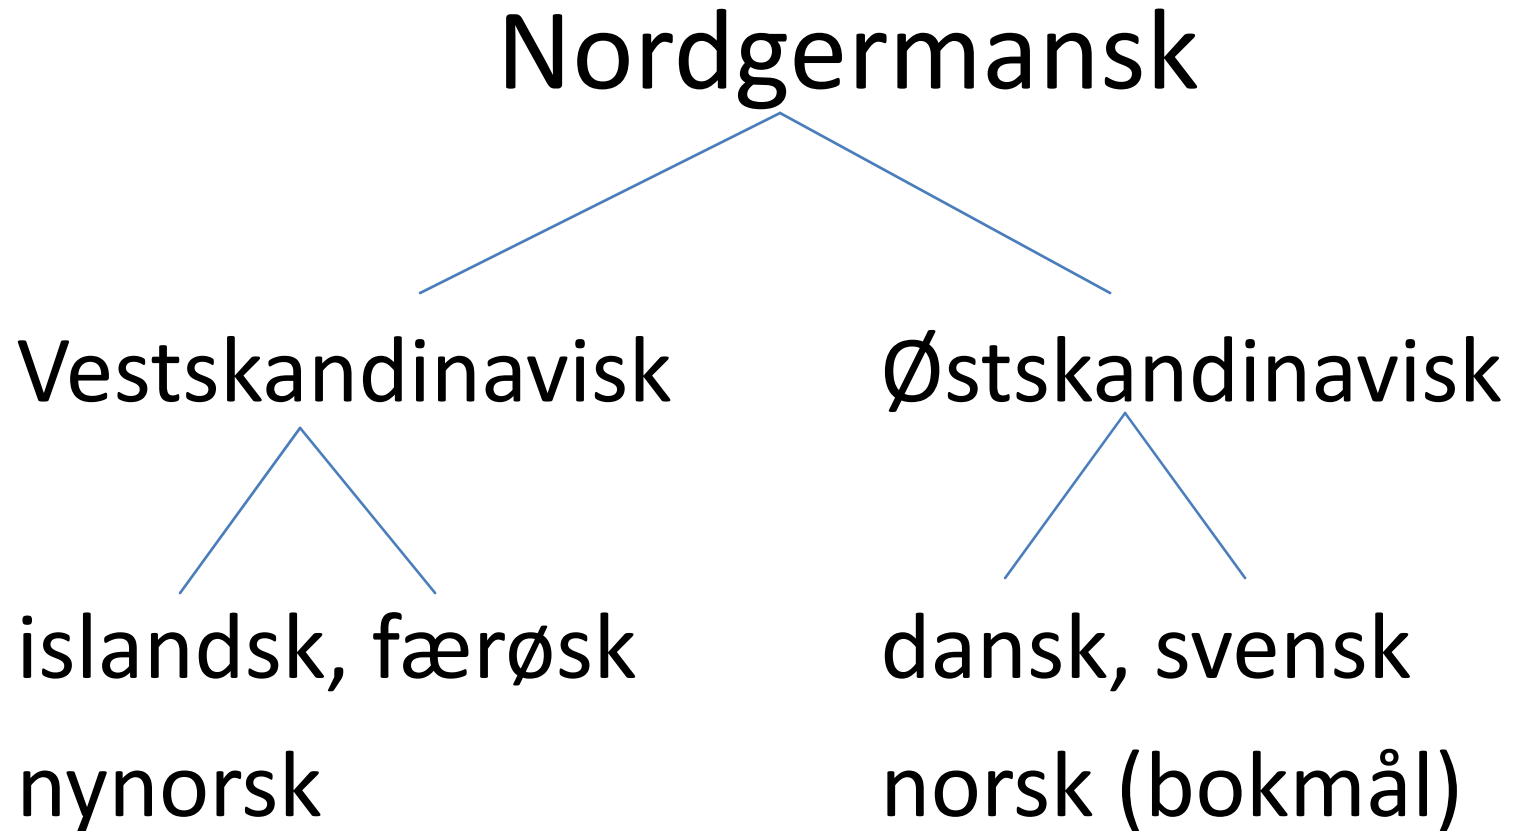 Nordgermansk
Vestskandinavisk Østskandinavisk
islandsk, færøsk dansk, svensk
nynorsk norsk (bokmål)